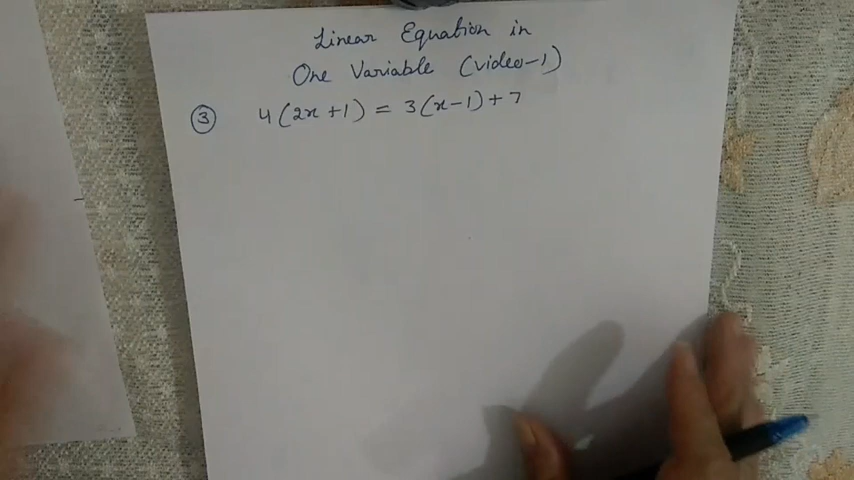 Linear Equation in
One Variable (video-1)
③ 4(2x+1) = 3(x-1)+7